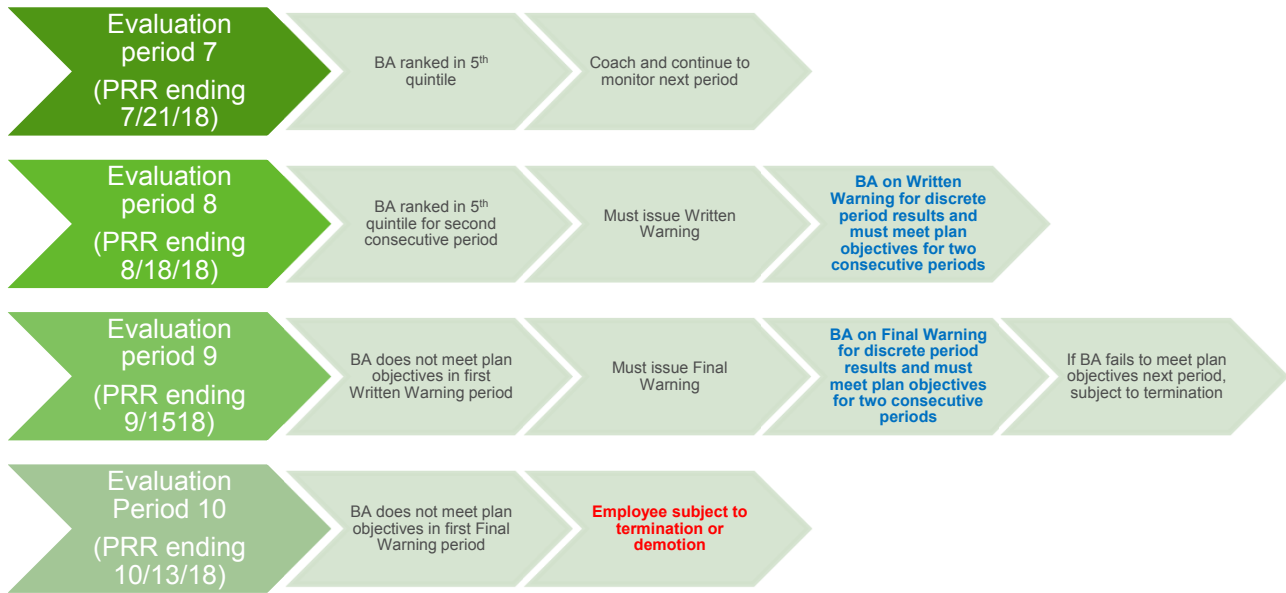 Evaluation
period 7
(PRR ending
7/21/18)
BA ranked in 5th
quintile
Coach and continue to
monitor next period
Evaluation
period 8
(PRR ending
8/18/18)
BA ranked in 5th
quintile for second
consecutive period
Must issue Written
Warning
BA on Written
Warning for discrete
period results and
must meet plan
objectives for two
consecutive periods
Evaluation
period 9
(PRR ending
9/1518)
BA does not meet plan
objectives in first
Written Warning period
Must issue Final
Warning
BA on Final Warning
for discrete period
results and must
meet plan objectives
for two consecutive
periods
If BA fails to meet plan
objectives next period,
subject to termination
Evaluation
Period 10
(PRR ending
10/13/18)
BA does not meet plan
objectives in first Final
Warning period
Employee subject to
termination or
demotion